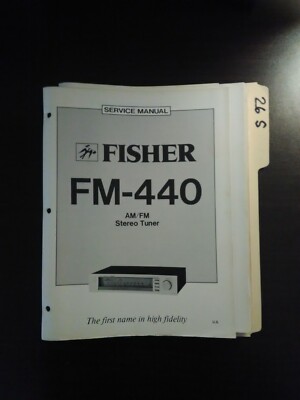 SERVICE MANUAL
FISHER
FM-440
AM/FM
Stereo Tuner
The first name in high fidelity
26 S